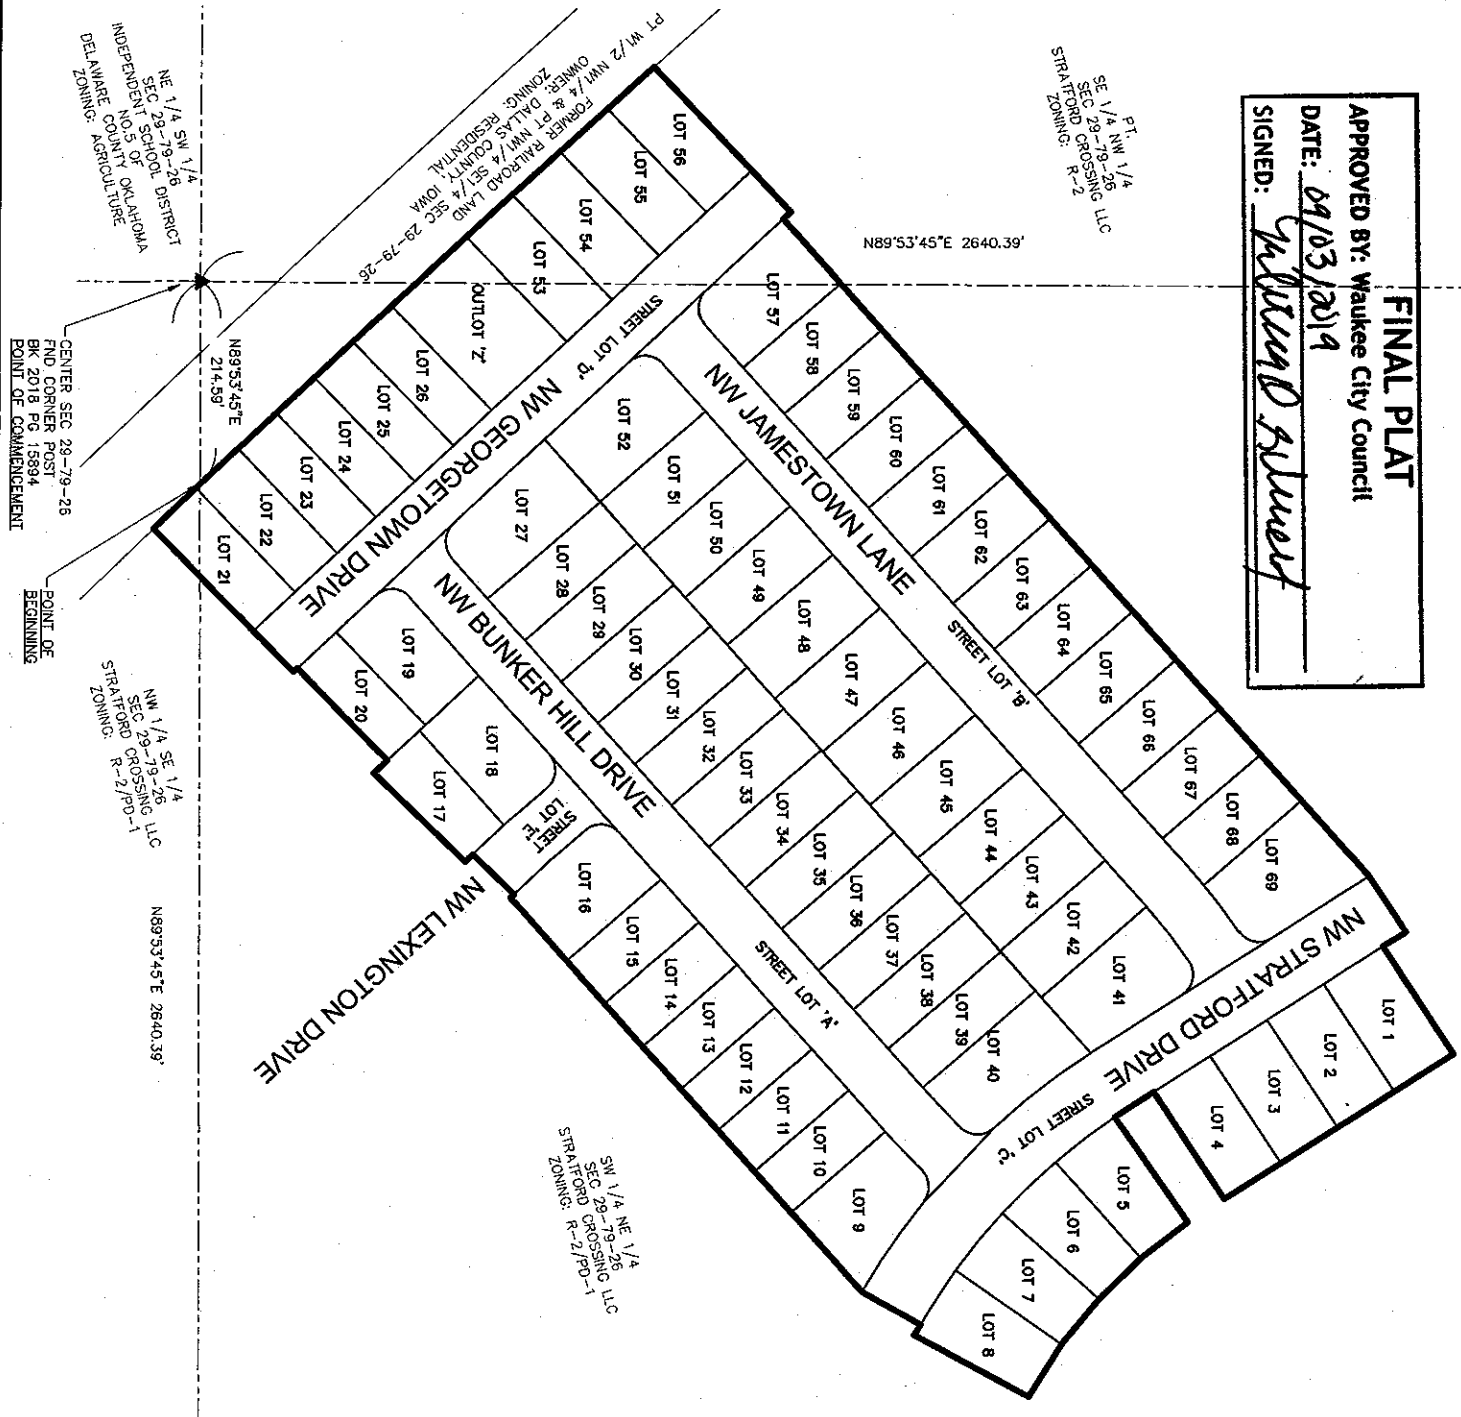 FINAL PLAT
APPROVED BY: Waukee City Council
DATE: 09/03/2019
SIGNED:
PT.
SE 1/4 NW 1/4
SEC 29-79-26
STRATFORD CROSSING LLC
ZONING: R-2
N89°53'45"E 2640.39'
PT W1/2 NW1/4 & PT NW1/4 SE1/4 SEC 29-79-26
FORMER RAILROAD LAND
OWNER: DALLAS COUNTY IOWA
ZONING: RESIDENTIAL
NE 1/4 SW 1/4
SEC 29-79-26
INDEPENDENT SCHOOL DISTRICT
NO.5 OF
DELAWARE COUNTY OKLAHOMA
ZONING: AGRICULTURE
CENTER SEC 29-79-26
FND CORNER POST
BK 2018 PG 15894
POINT OF COMMENCEMENT
N89°53'45"E
214.59'
POINT OF
BEGINNING
NW 1/4 SE 1/4
SEC 29-79-26
STRATFORD CROSSING LLC
ZONING: R-2/PD-1
N89°53'45"E 2640.39'
SW 1/4 NE 1/4
SEC 29-79-26
STRATFORD CROSSING LLC
ZONING: R-2/PD-1
LOT 56
LOT 55
LOT 54
LOT 53
OUTLOT 'Z'
LOT 26
LOT 25
LOT 24
LOT 23
LOT 22
LOT 21
STREET LOT 'D'
NW GEORGETOWN DRIVE
LOT 57
LOT 58
LOT 59
LOT 60
LOT 61
LOT 62
LOT 63
LOT 64
LOT 65
LOT 66
LOT 67
LOT 68
LOT 69
NW JAMESTOWN LANE
STREET LOT 'B'
LOT 52
LOT 51
LOT 50
LOT 49
LOT 48
LOT 47
LOT 46
LOT 45
LOT 44
LOT 43
LOT 42
LOT 41
LOT 27
LOT 28
LOT 29
LOT 30
LOT 31
LOT 32
LOT 33
LOT 34
LOT 35
LOT 36
LOT 37
LOT 38
LOT 39
LOT 40
NW BUNKER HILL DRIVE
STREET LOT 'A'
LOT 19
LOT 20
LOT 18
LOT 17
STREET
LOT 'E'
NW LEXINGTON DRIVE
LOT 16
LOT 15
LOT 14
LOT 13
LOT 12
LOT 11
LOT 10
LOT 9
NW STRATFORD DRIVE
STREET LOT 'C'
LOT 1
LOT 2
LOT 3
LOT 4
LOT 5
LOT 6
LOT 7
LOT 8